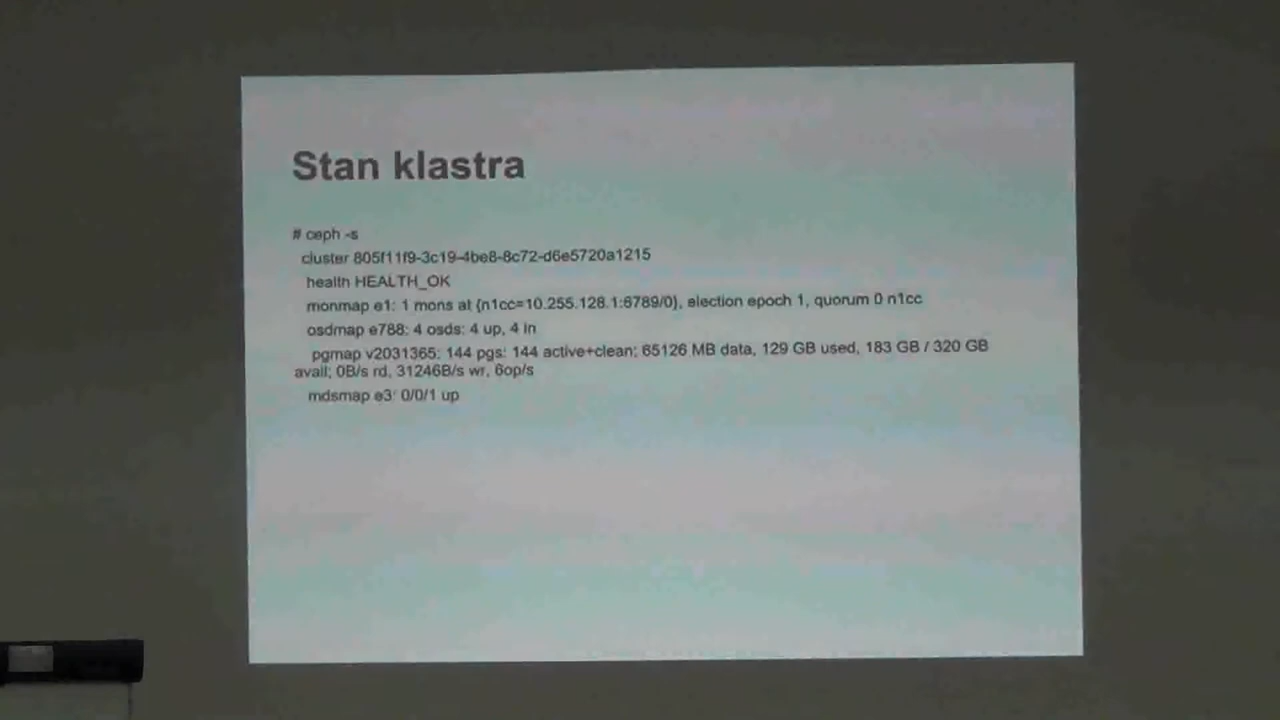 Stan klastra
# ceph -s
cluster 805f11f9-3c19-4be8-8c72-d6e5720a1215
health HEALTH_OK
monmap e1: 1 mons at {n1cc=10.255.128.1:6789/0}, election epoch 1, quorum 0 n1cc
osdmap e788: 4 osds: 4 up, 4 in
pgmap v2031365: 144 pgs: 144 active+clean; 65126 MB data, 129 GB used, 183 GB / 320 GB
avail; 0B/s rd, 31246B/s wr, 6op/s
mdsmap e3: 0/0/1 up